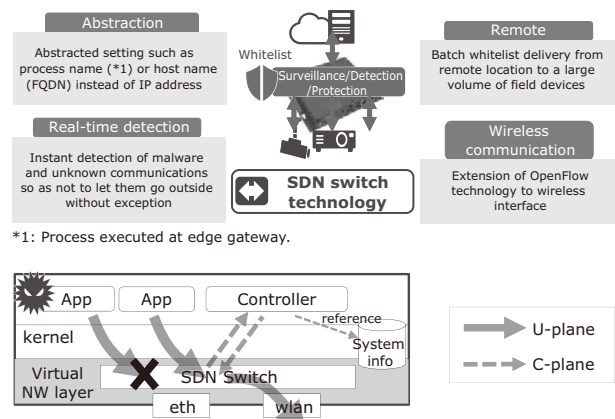 Abstraction
Abstracted setting such as
process name (*1) or host name
(FQDN) instead of IP address
Real-time detection
Instant detection of malware
and unknown communications
so as not to let them go outside
without exception
Whitelist
Surveillance/Detection
/Protection
SDN switch
technology
Remote
Batch whitelist delivery from
remote location to a large
volume of field devices
Wireless
communication
Extension of OpenFlow
technology to wireless
interface
*1: Process executed at edge gateway.
App
App
Controller
reference
kernel
System
info
Virtual
NW layer
SDN Switch
eth
wlan
U-plane
C-plane